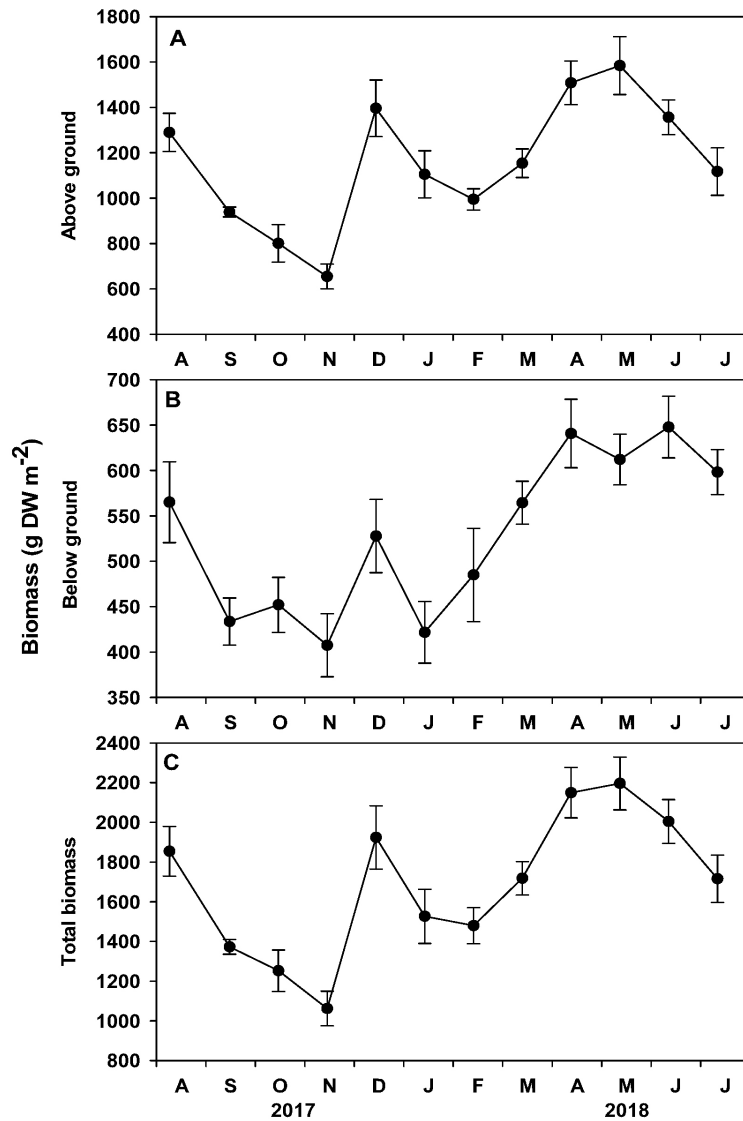 1800
A
1600
1400
1200
1000
800
600
400
Above ground
A S O N D J F M A M J J
700
B
650
600
550
500
450
400
350
Below ground
Biomass (g DW m-2)
A S O N D J F M A M J J
2400
C
2200
2000
1800
1600
1400
1200
1000
800
Total biomass
A S O N D J F M A M J J
2017 2018